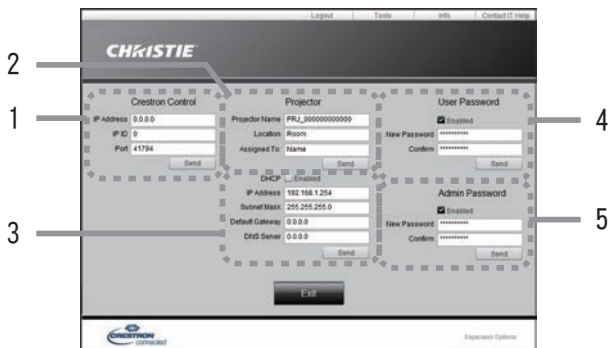 Logout Tools Info Contact IT Help
CHRISTIE
2
1
Crestron Control
IP Address 0.0.0.0
IP ID 0
Port 41794
Send
Projector
Projector Name PRJ_000000000000
Location Room
Assigned To: Name
Send
3
DHCP Enabled
IP Address 192.168.1.254
Subnet Mask 255.255.255.0
Default Gateway 0.0.0.0
DNS Server 0.0.0.0
Send
User Password
4
Enabled
New Password **********
Confirm **********
Send
Admin Password
5
Enabled
New Password **********
Confirm **********
Send
Exit
CRESTRON
connected
Expansion Options